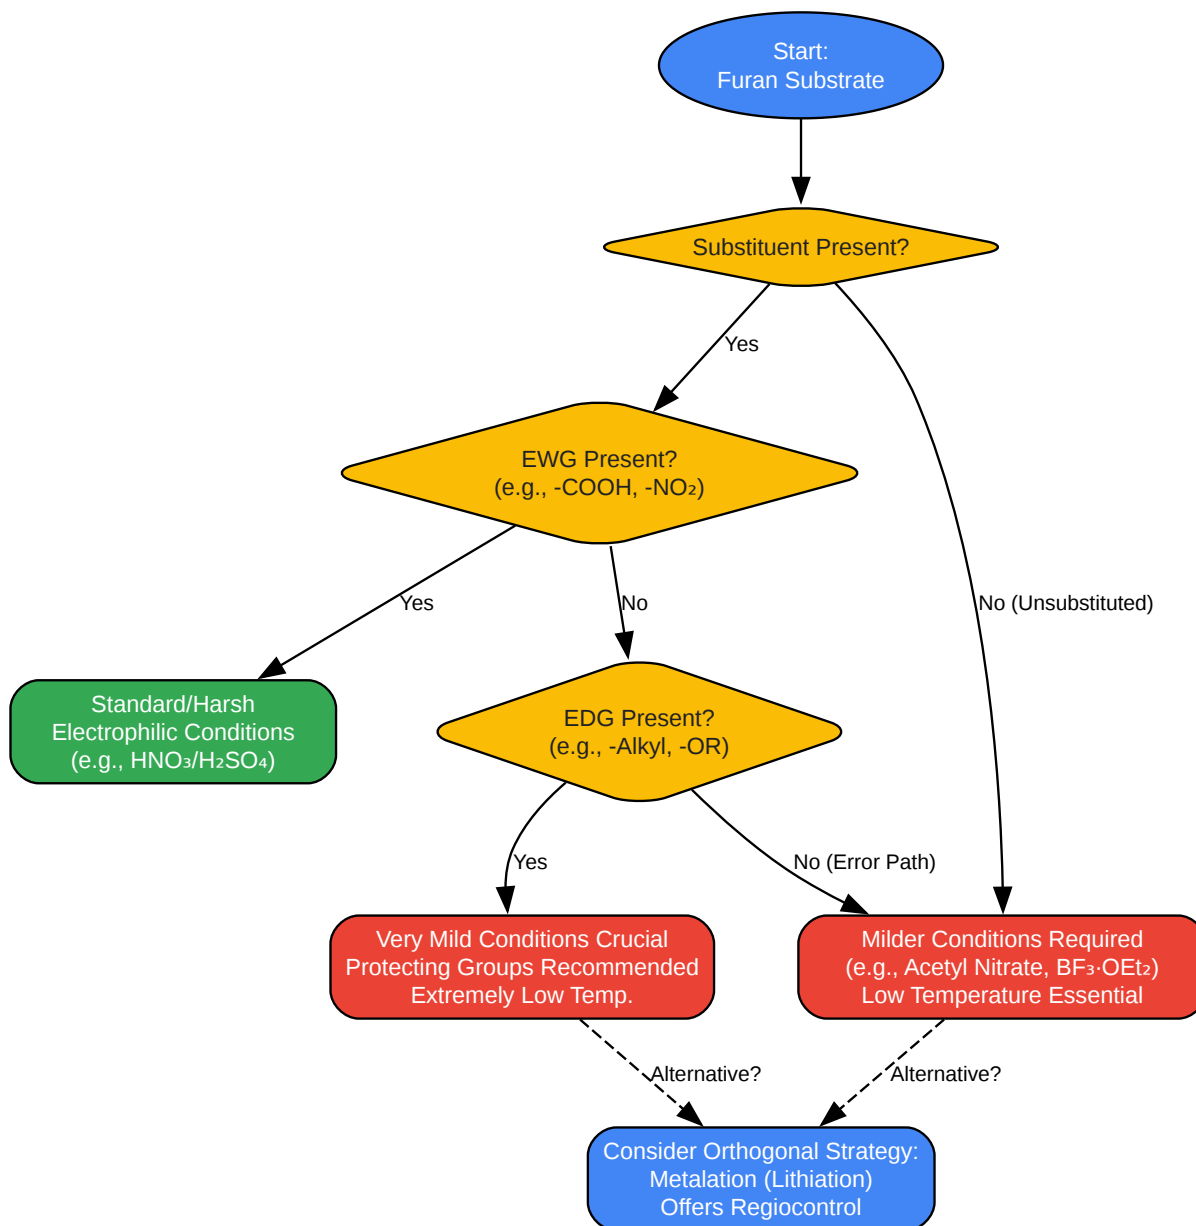 Start:
Furan Substrate
Substituent Present?
Yes
EWG Present?
(e.g., -COOH, -NO₂)
Yes
No
No (Unsubstituted)
Standard/Harsh
Electrophilic Conditions
(e.g., HNO₃/H₂SO₄)
EDG Present?
(e.g., -Alkyl, -OR)
Yes
No (Error Path)
Very Mild Conditions Crucial
Protecting Groups Recommended
Extremely Low Temp.
Milder Conditions Required
(e.g., Acetyl Nitrate, BF₃·OEt₂)
Low Temperature Essential
Alternative?
Alternative?
Consider Orthogonal Strategy:
Metalation (Lithiation)
Offers Regiocontrol